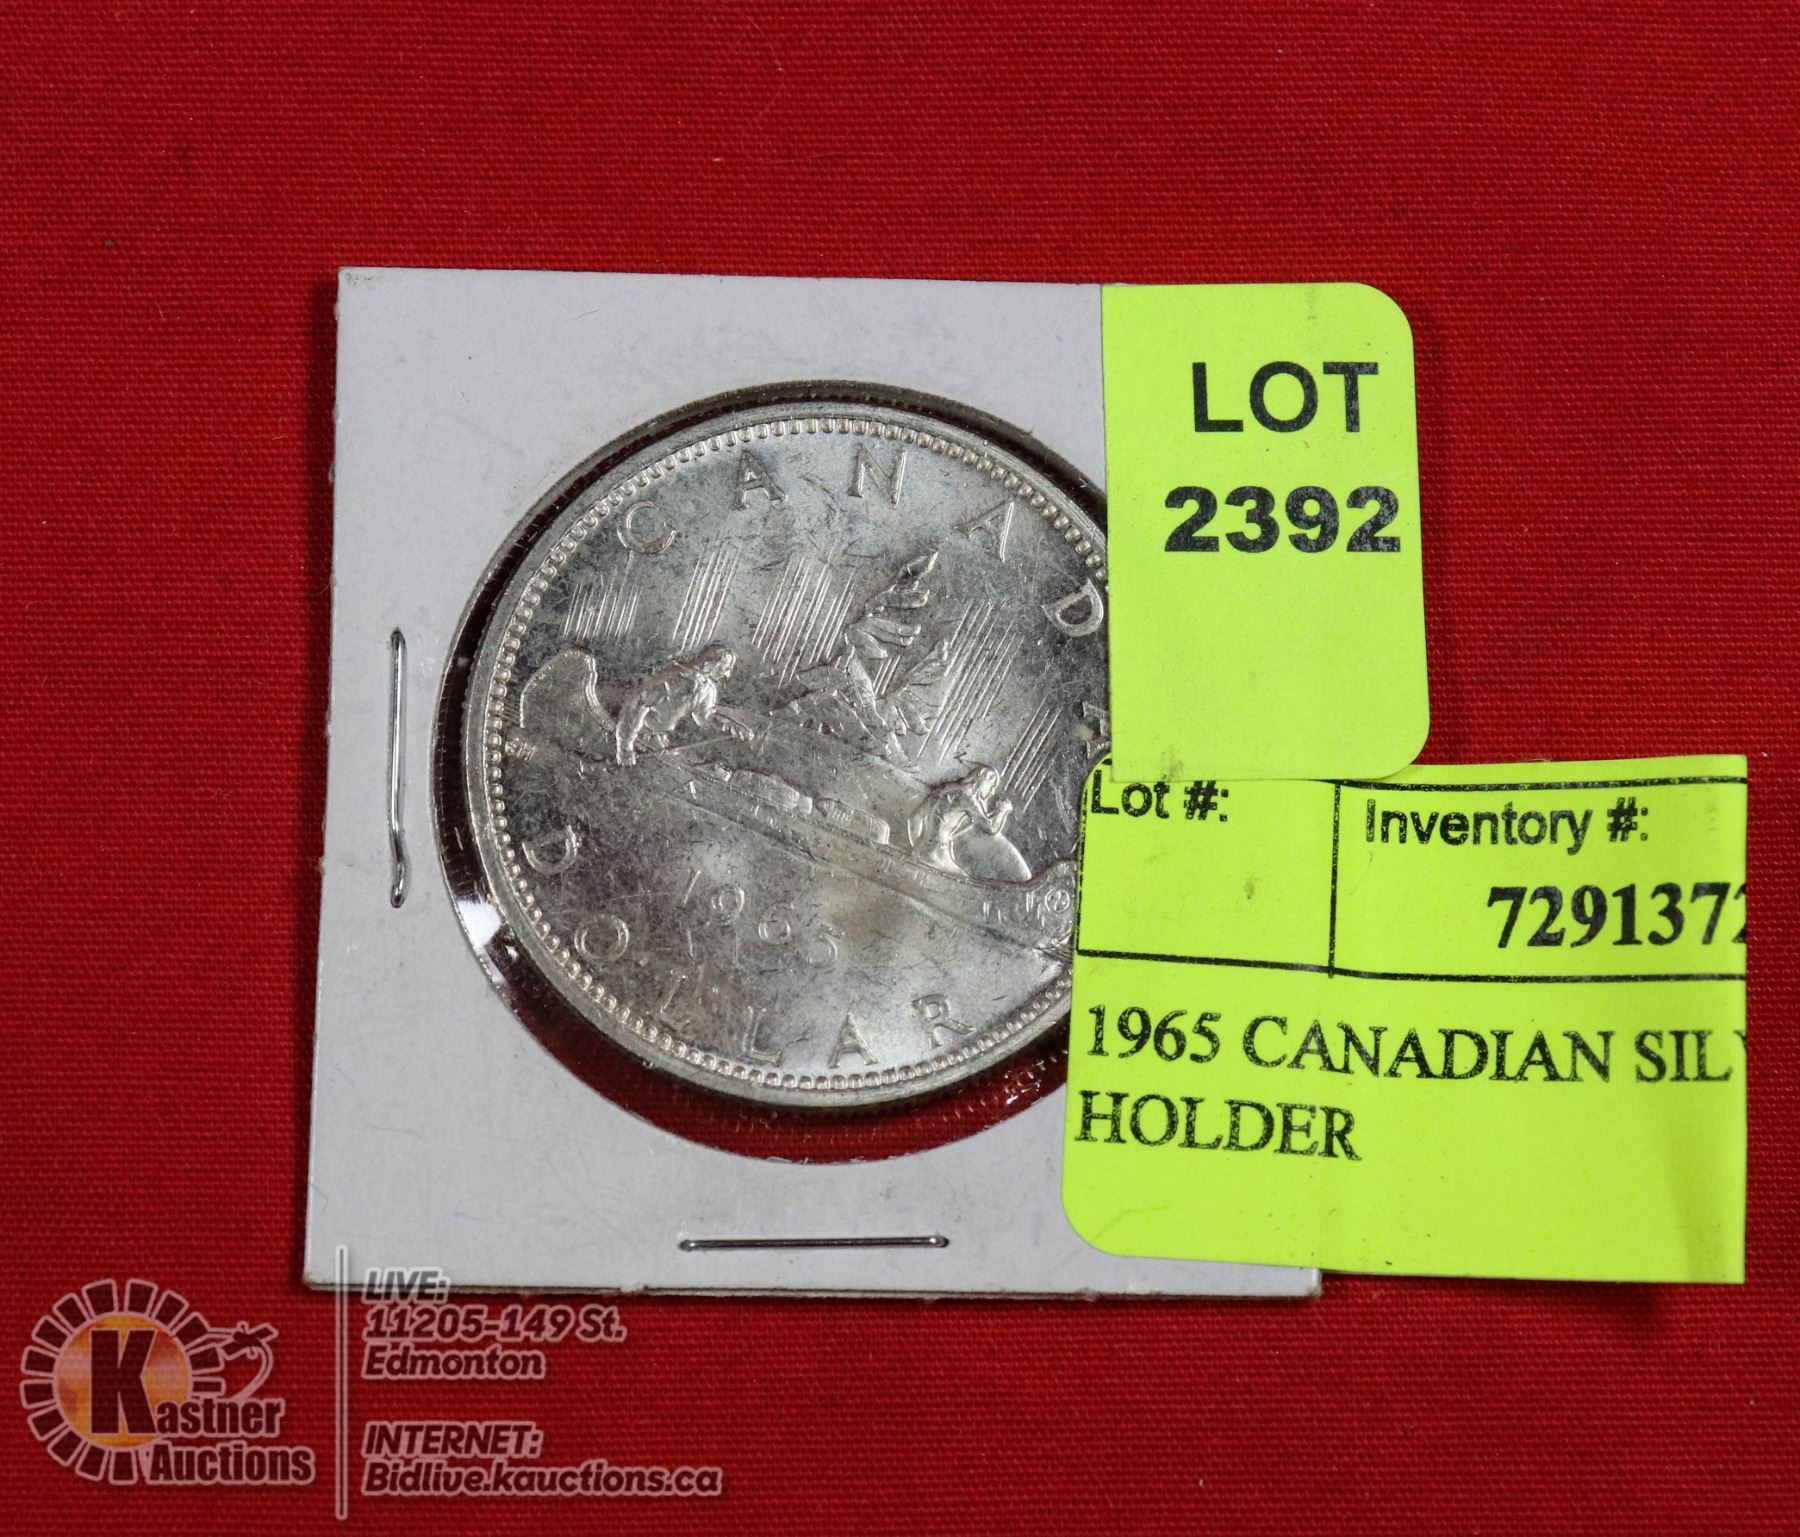 CANADA
1965
DOLLAR
LOT
2392
Lot #:
Inventory #:
729137
1965 CANADIAN SIL
HOLDER
Kastner
Auctions
LIVE:
11205-149 St.
Edmonton
INTERNET:
Bidlive.kauctions.ca